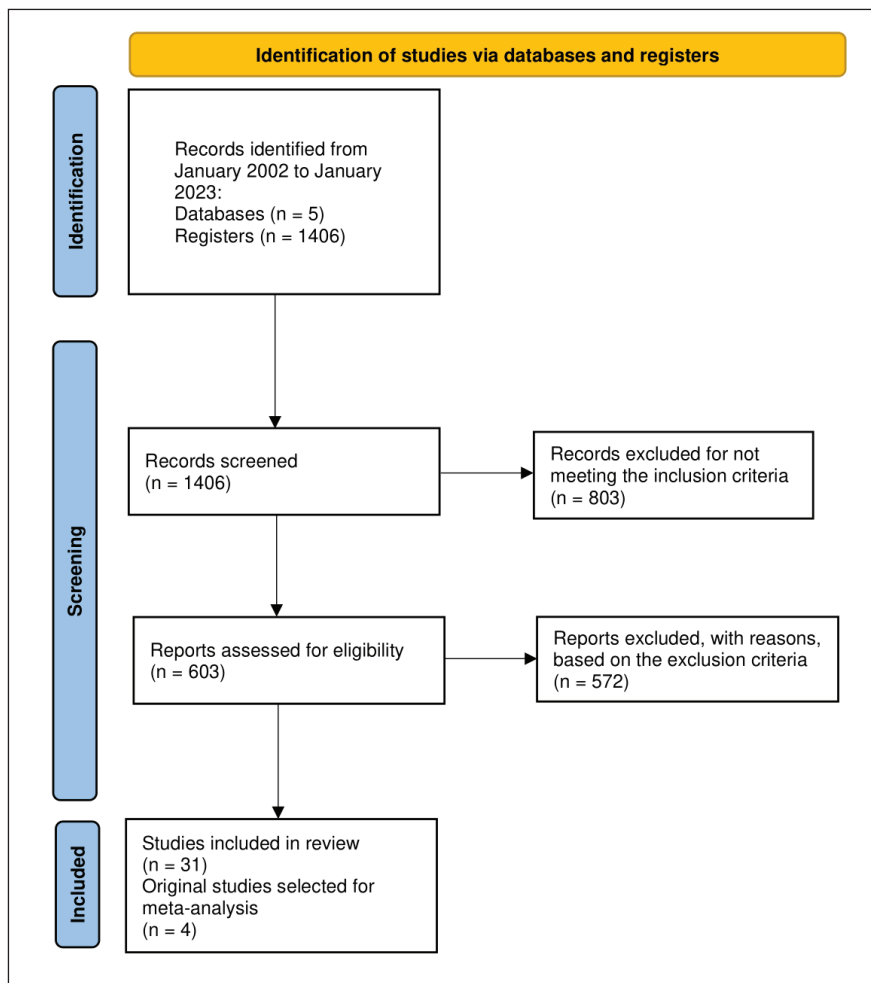 Identification of studies via databases and registers
Identification
Records identified from
January 2002 to January
2023:
Databases (n = 5)
Registers (n = 1406)
Screening
Records screened
(n = 1406)
Records excluded for not
meeting the inclusion criteria
(n = 803)
Reports assessed for eligibility
(n = 603)
Reports excluded, with reasons,
based on the exclusion criteria
(n = 572)
Included
Studies included in review
(n = 31)
Original studies selected for
meta-analysis
(n = 4)